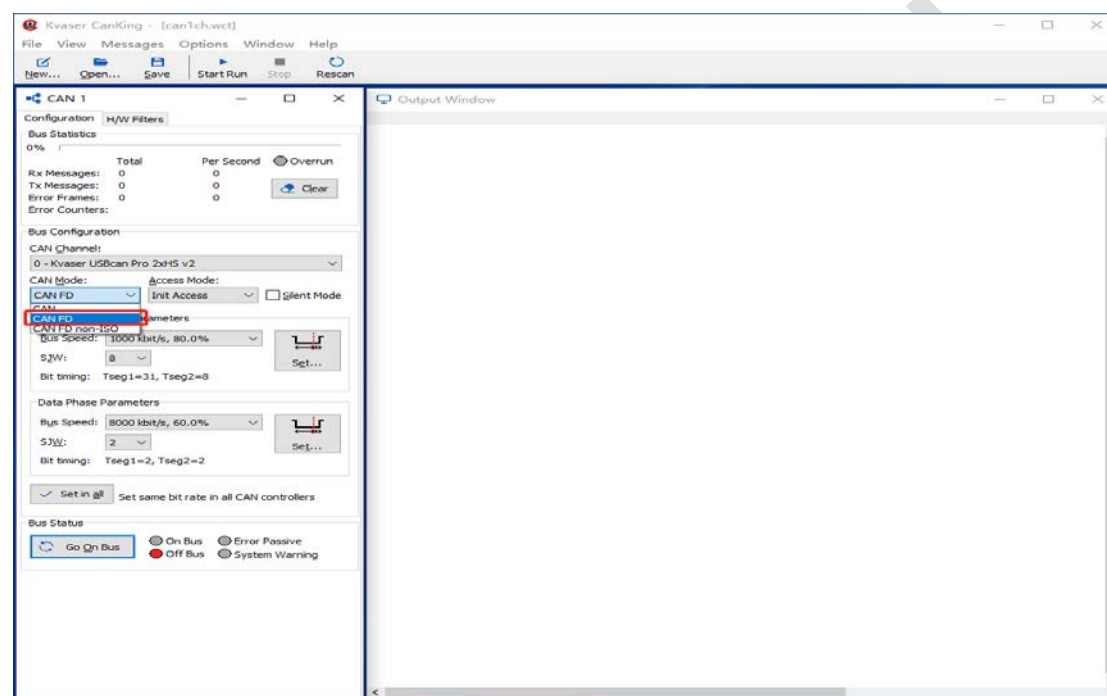 Kvaser CanKing - [can1ch.wct]
File View Messages Options Window Help
New... Open... Save Start Run Stop Rescan
CAN 1
Configuration H/W Filters
Bus Statistics
0%
Total Per Second Overrun
Rx Messages: 0 0
Tx Messages: 0 0 Clear
Error Frames: 0 0
Error Counters:
Bus Configuration
CAN Channel:
0 - Kvaser USBcan Pro 2xHS v2
CAN Mode: Access Mode:
CAN FD Init Access Silent Mode
CAN
CAN FD
CAN FD non-ISO
Bus Speed: 1000 kbit/s, 80.0%
SJW: 8 Set...
Bit timing: Tseg1=31, Tseg2=8
Data Phase Parameters
Bus Speed: 8000 kbit/s, 60.0%
SJW: 2 Set...
Bit timing: Tseg1=2, Tseg2=2
Set in all Set same bit rate in all CAN controllers
Bus Status
Go On Bus On Bus Error Passive
Off Bus System Warning
Output Window